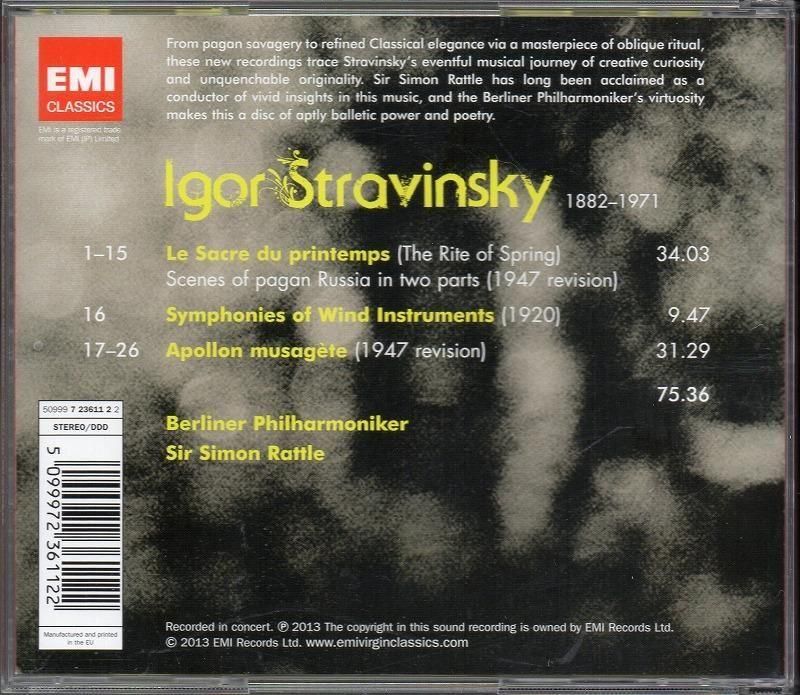 EMI
CLASSICS
EMI is a registered trade
mark of EMI (IP) Limited
From pagan savagery to refined Classical elegance via a masterpiece of oblique ritual,
these new recordings trace Stravinsky's eventful musical journey of creative curiosity
and unquenchable originality. Sir Simon Rattle has long been acclaimed as a
conductor of vivid insights in this music, and the Berliner Philharmoniker's virtuosity
makes this a disc of aptly balletic power and poetry.
Igor Stravinsky 1882–1971
1–15 Le Sacre du printemps (The Rite of Spring) 34.03
Scenes of pagan Russia in two parts (1947 revision)
16 Symphonies of Wind Instruments (1920) 9.47
17–26 Apollon musagète (1947 revision) 31.29
75.36
Berliner Philharmoniker
Sir Simon Rattle
50999 7 23611 2 2
STEREO/DDD
5 099972 361122
Manufactured and printed
in the EU
Recorded in concert. ℗ 2013 The copyright in this sound recording is owned by EMI Records Ltd.
© 2013 EMI Records Ltd. www.emivirginclassics.com